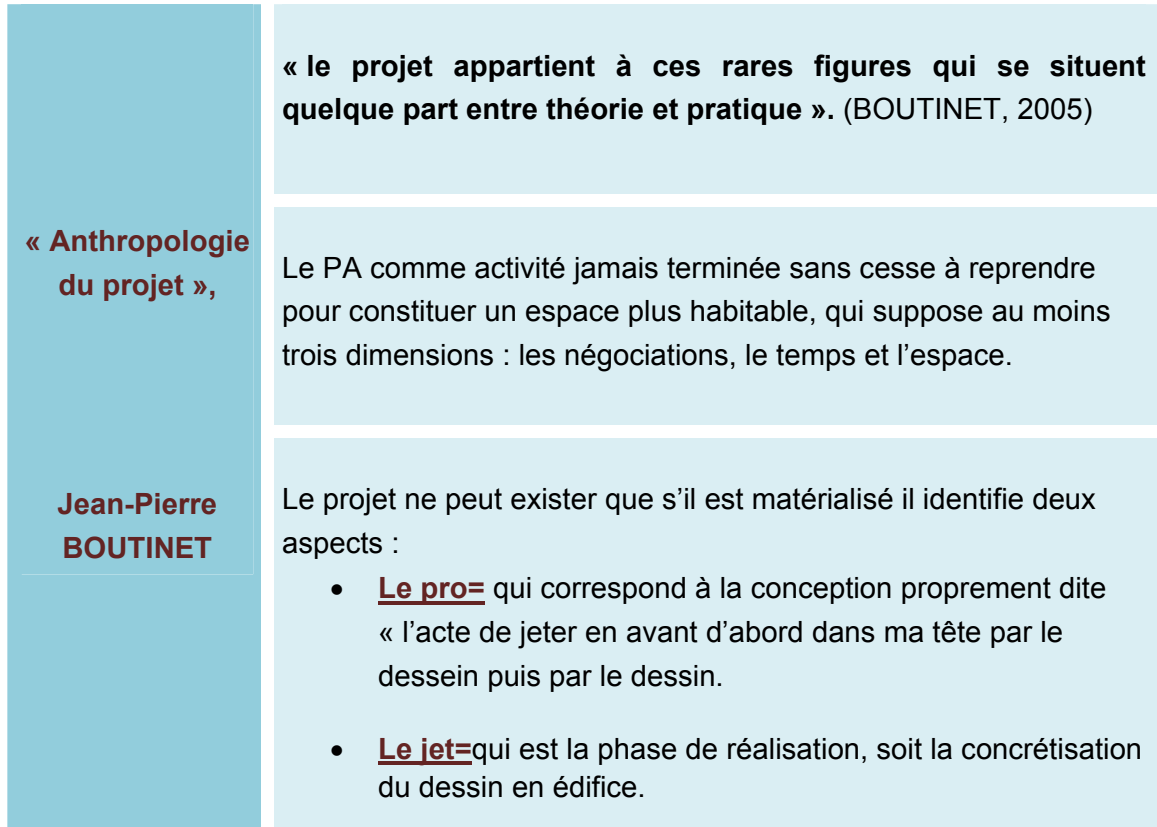 « Anthropologie
du projet »,
Jean-Pierre
BOUTINET
« le projet appartient à ces rares figures qui se situent
quelque part entre théorie et pratique ». (BOUTINET, 2005)
Le PA comme activité jamais terminée sans cesse à reprendre
pour constituer un espace plus habitable, qui suppose au moins
trois dimensions : les négociations, le temps et l’espace.
Le projet ne peut exister que s’il est matérialisé il identifie deux
aspects :
• Le pro= qui correspond à la conception proprement dite
« l’acte de jeter en avant d’abord dans ma tête par le
dessein puis par le dessin.
• Le jet=qui est la phase de réalisation, soit la concrétisation
du dessin en édifice.